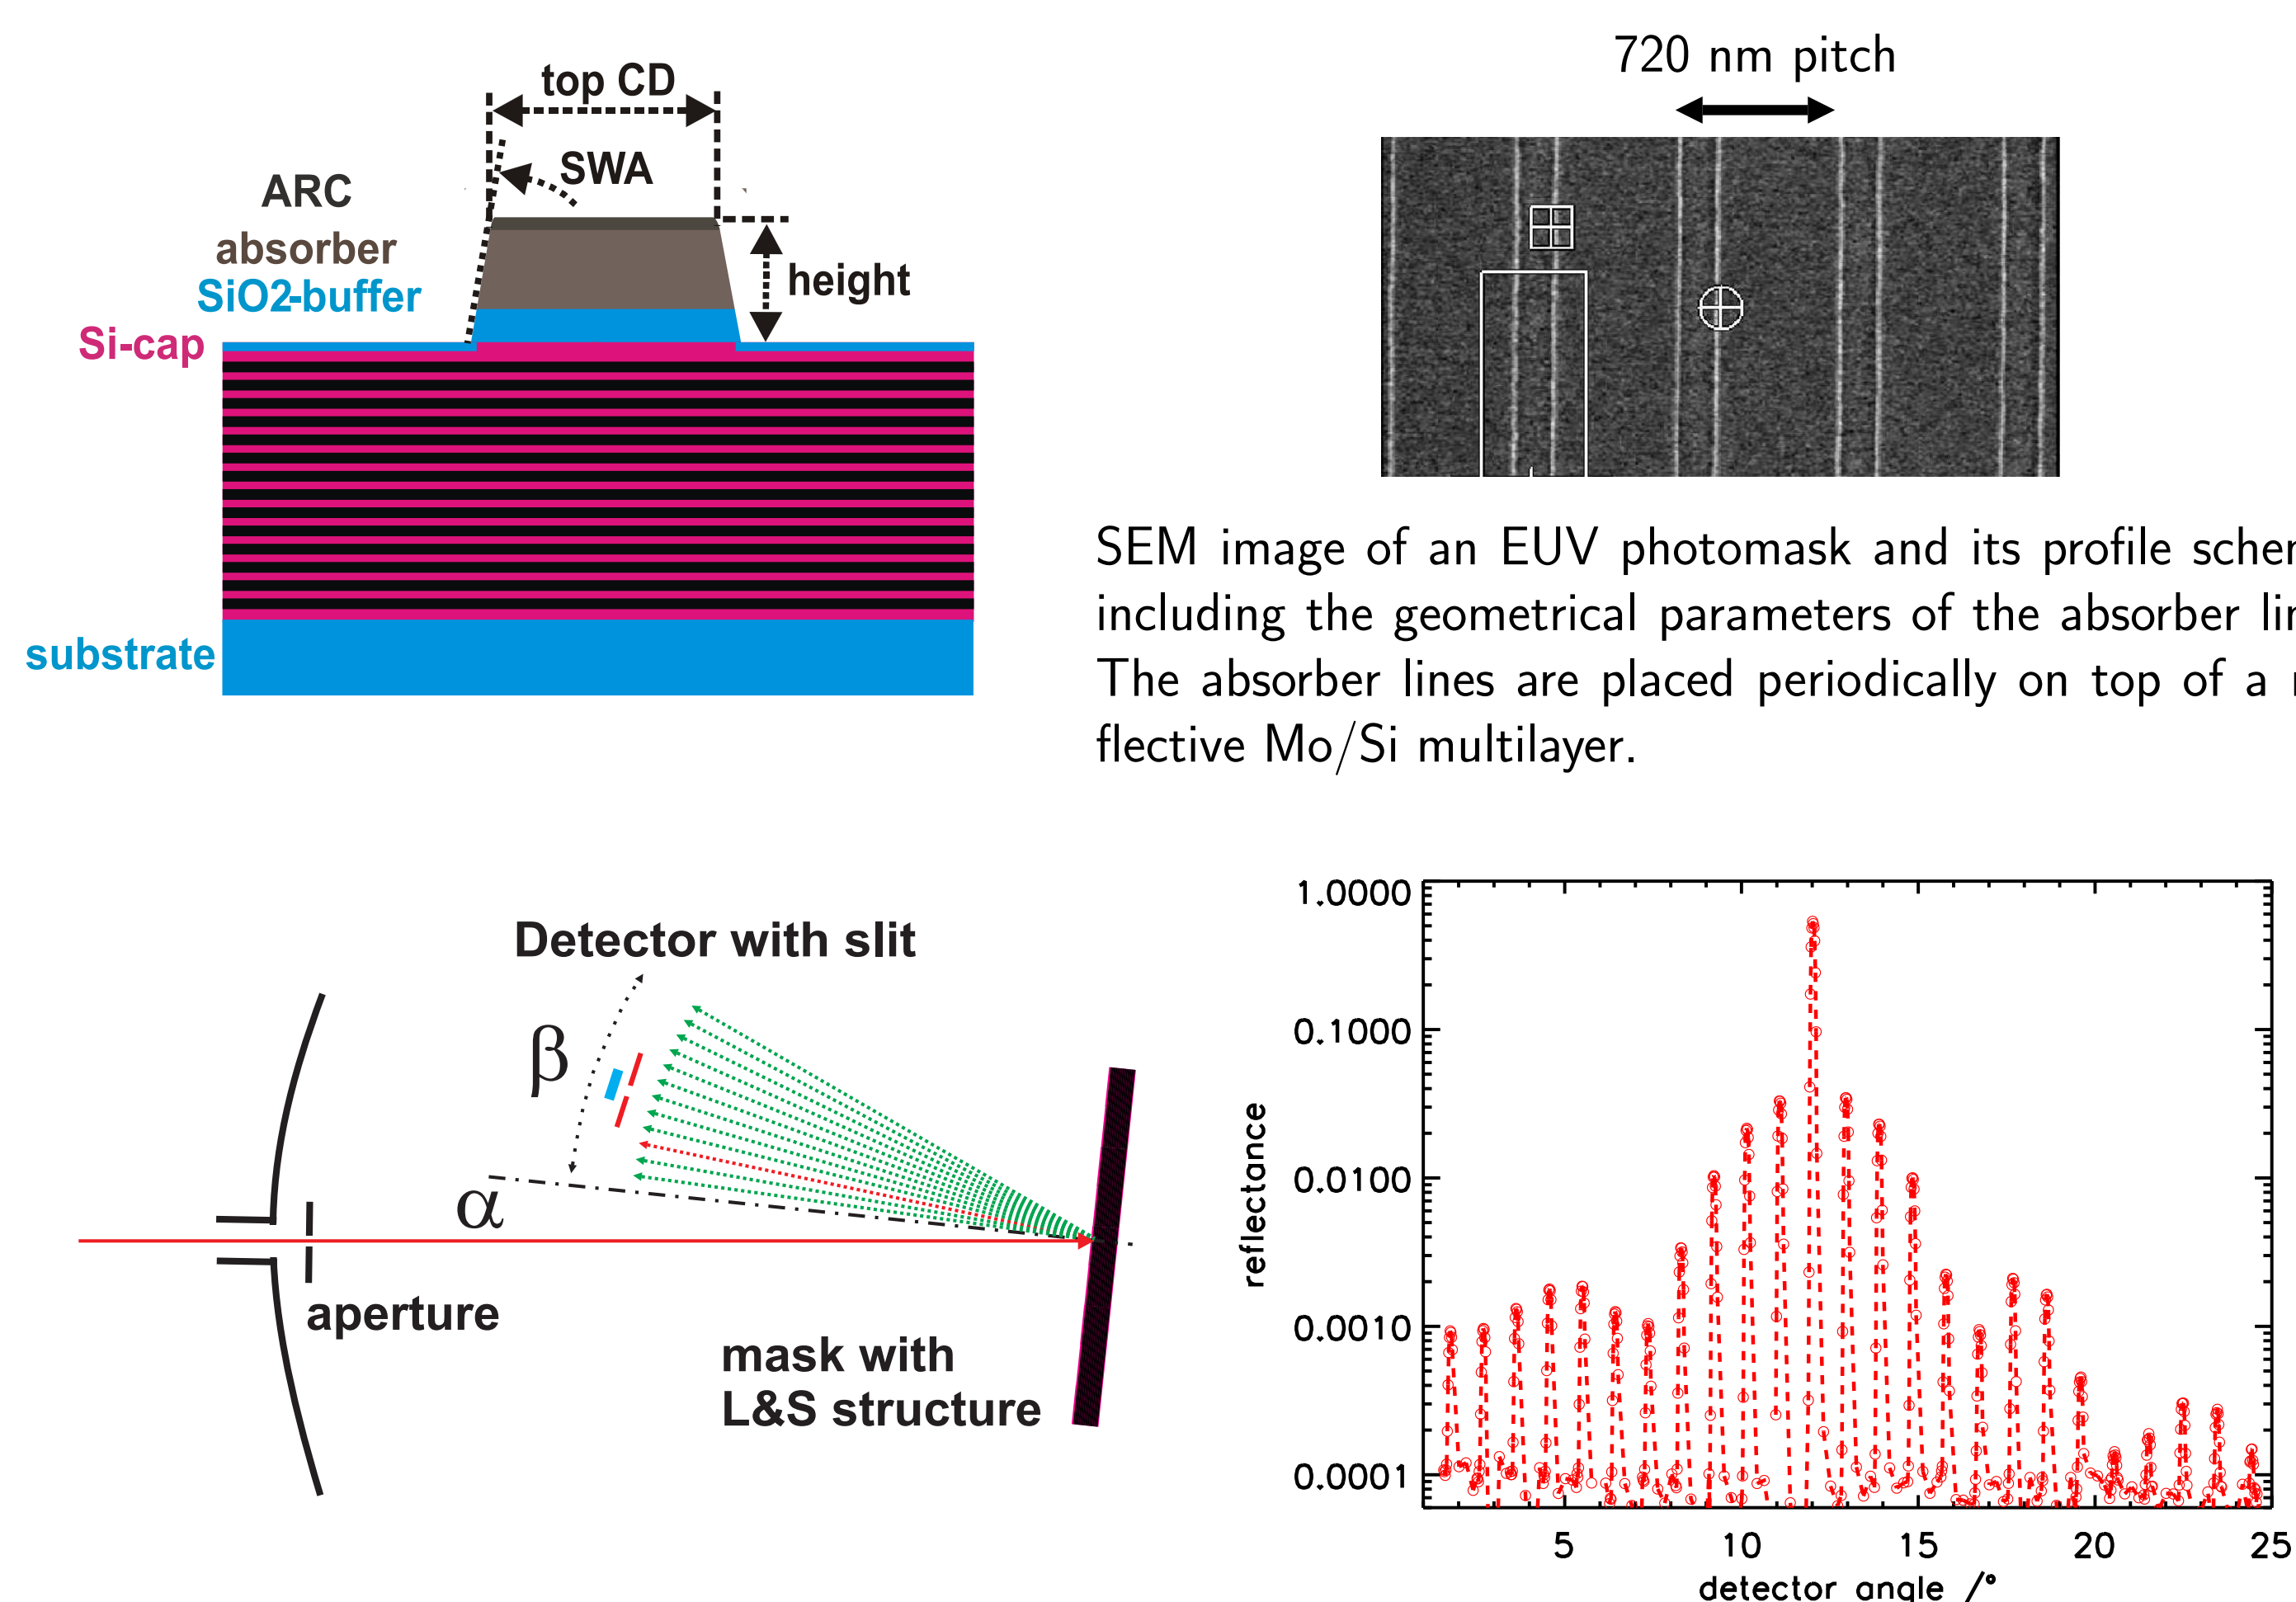 top CD
SWA
ARC
absorber
SiO2-buffer
Si-cap
height
substrate
720 nm pitch
SEM image of an EUV photomask and its profile
including the geometrical parameters of the absorber
The absorber lines are placed periodically on top of a
flective Mo/Si multilayer.
Detector with slit
β
α
aperture
mask with
L&S structure
1.0000
0.1000
0.0100
0.0010
0.0001
reflectance
5 10 15 20 25
detector angle /°